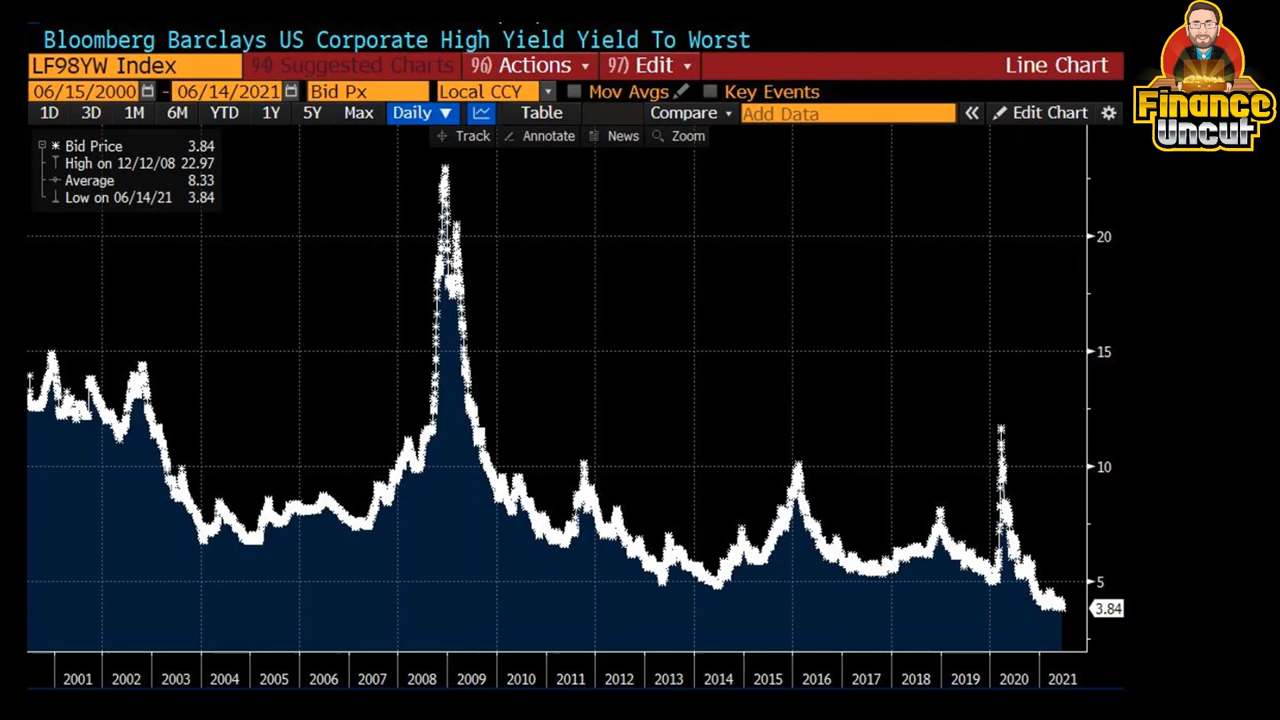 Bloomberg Barclays US Corporate High Yield Yield To Worst
LF98YW Index 94) Suggested Charts 96) Actions 97) Edit Line Chart
06/15/2000 - 06/14/2021 Bid Px Local CCY Mov Avgs Key Events
1D 3D 1M 6M YTD 1Y 5Y Max Daily ▼ Table Compare Add Data « Edit Chart
Track Annotate News Zoom
Bid Price 3.84
High on 12/12/08 22.97
Average 8.33
Low on 06/14/21 3.84
20
15
10
5
3.84
2001 2002 2003 2004 2005 2006 2007 2008 2009 2010 2011 2012 2013 2014 2015 2016 2017 2018 2019 2020 2021
Finance
Uncut